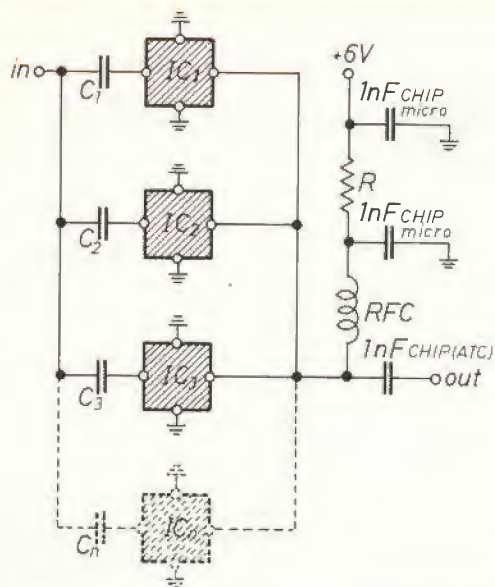 in
C1
IC1
+6V
1nF CHIP micro
R
C2
IC2
1nF CHIP micro
RFC
C3
IC3
1nF CHIP (ATC)
out
Cn
ICn